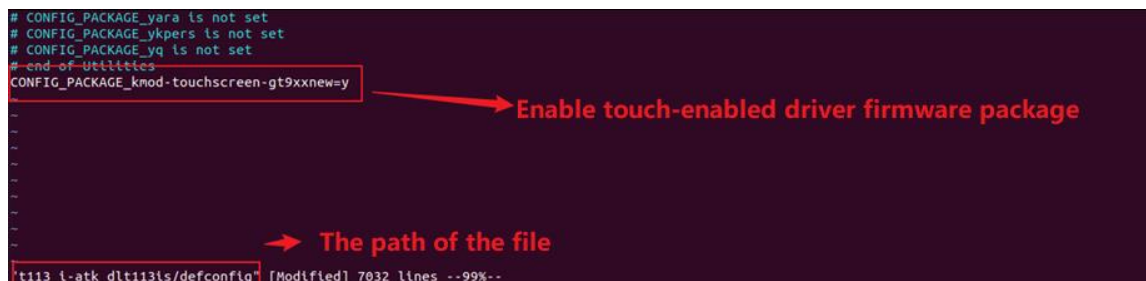 # CONFIG_PACKAGE_yara is not set
# CONFIG_PACKAGE_ykpers is not set
# CONFIG_PACKAGE_yq is not set
# end of Utilities
CONFIG_PACKAGE_kmod-touchscreen-gt9xxnew=y
~
Enable touch-enabled driver firmware package
~
~
~
~
~
~
~
~
~
~
The path of the file
"t113_i-atk_dlt113is/defconfig" [Modified] 7032 lines --99%--